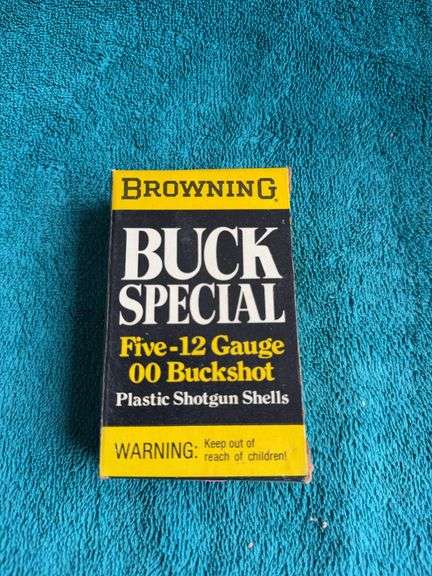 BROWNING
BUCK
SPECIAL
Five-12 Gauge
00 Buckshot
Plastic Shotgun Shells
WARNING: Keep out of
reach of children!